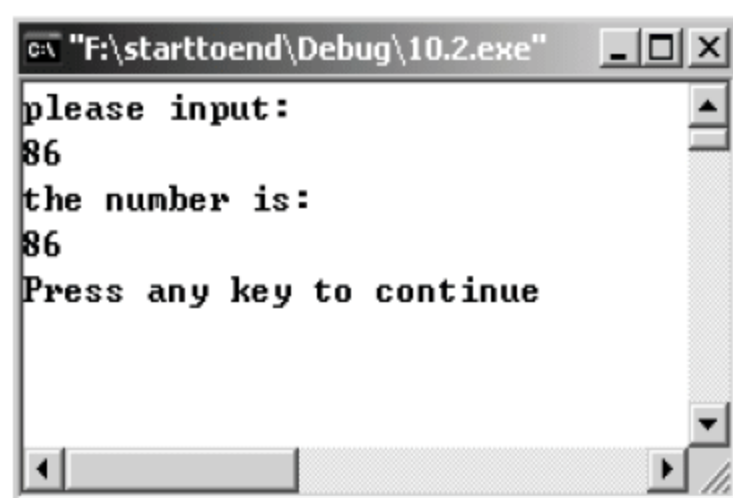 "F:\starttoend\Debug\10.2.exe"
please input:
86
the number is:
86
Press any key to continue